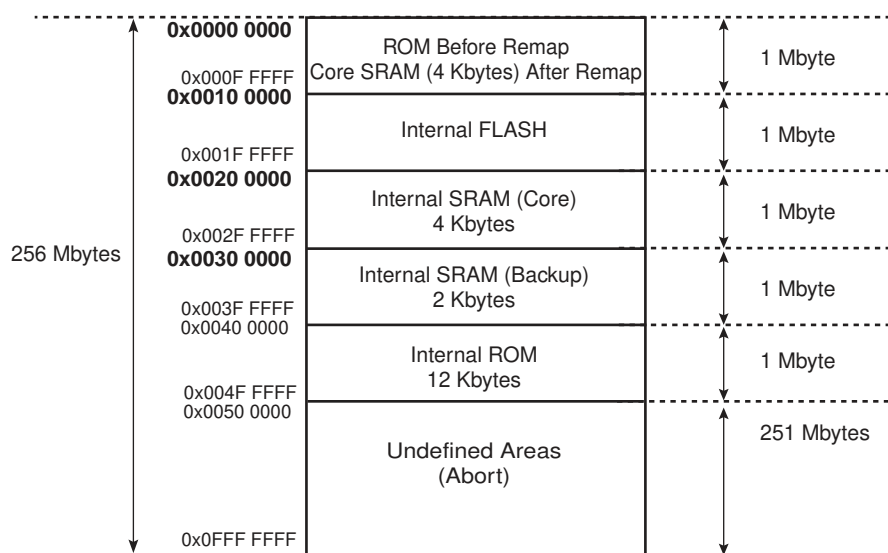 0x0000 0000
ROM Before Remap
Core SRAM (4 Kbytes) After Remap
1 Mbyte
0x000F FFFF
0x0010 0000
Internal FLASH
1 Mbyte
0x001F FFFF
0x0020 0000
Internal SRAM (Core)
4 Kbytes
1 Mbyte
0x002F FFFF
256 Mbytes
0x0030 0000
Internal SRAM (Backup)
2 Kbytes
1 Mbyte
0x003F FFFF
0x0040 0000
Internal ROM
12 Kbytes
1 Mbyte
0x004F FFFF
0x0050 0000
251 Mbytes
Undefined Areas
(Abort)
0x0FFF FFFF